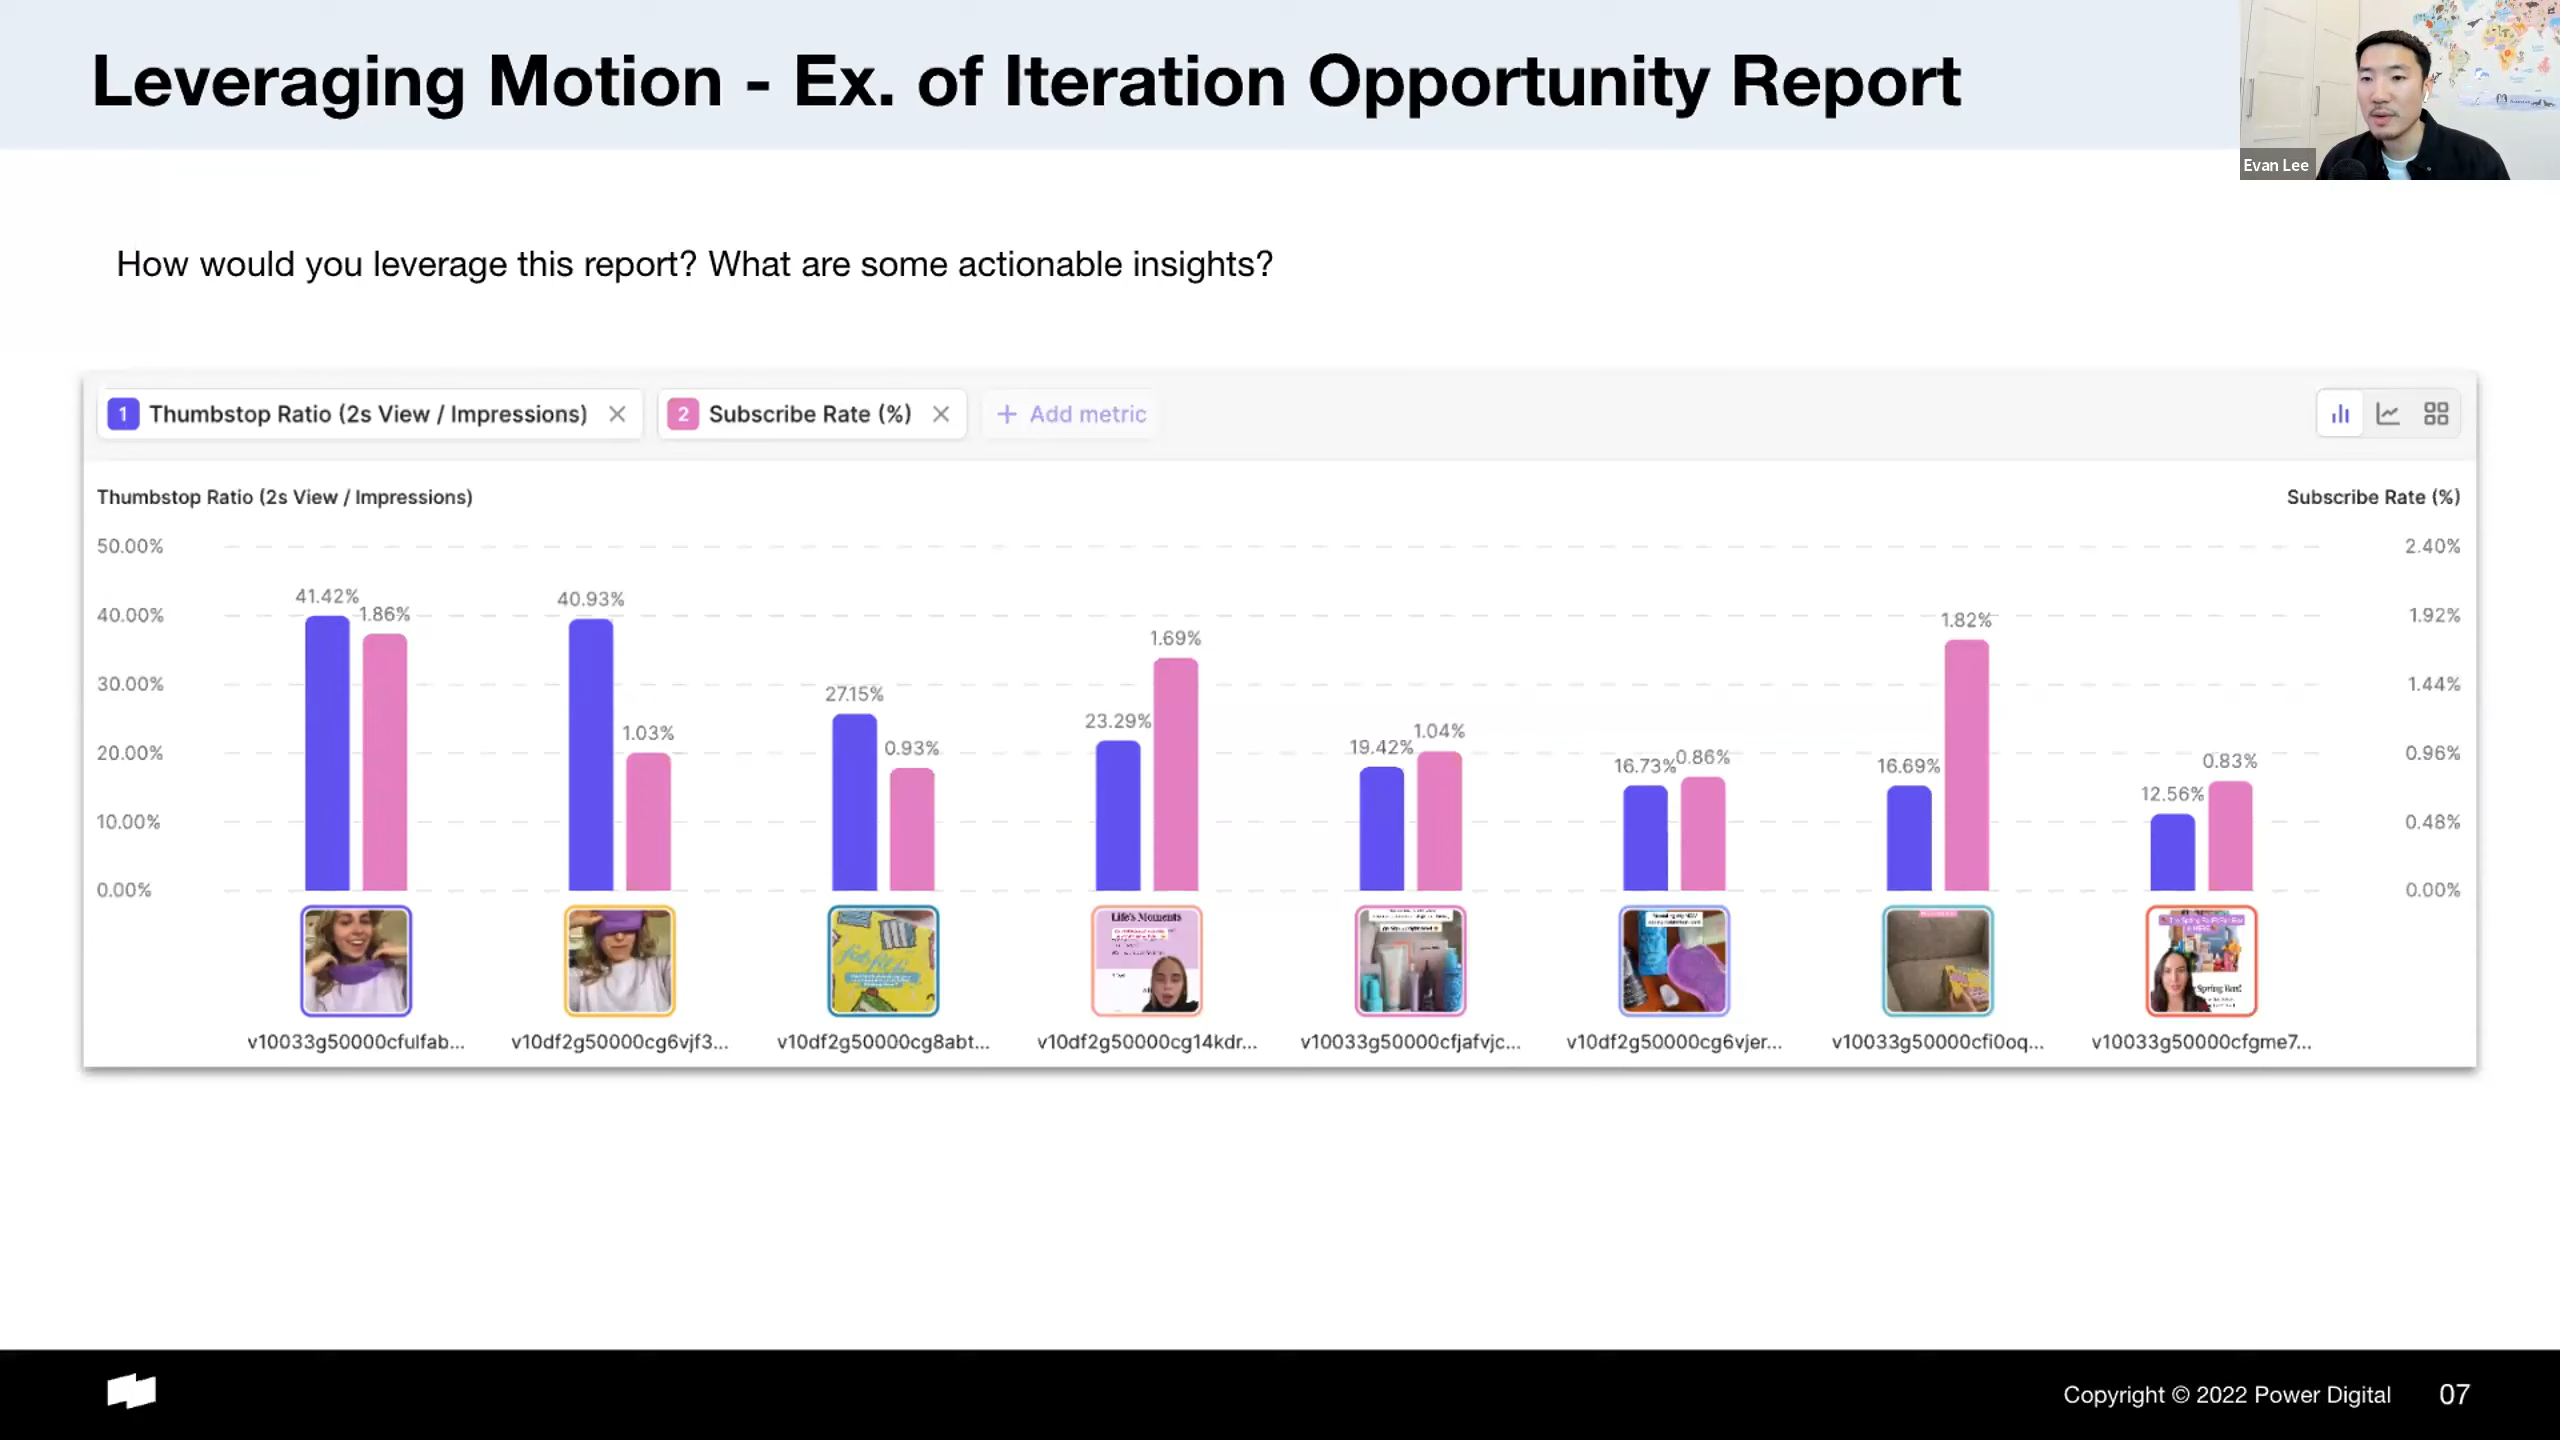 Leveraging Motion - Ex. of Iteration Opportunity Report
Evan Lee
How would you leverage this report? What are some actionable insights?
1 Thumbstop Ratio (2s View / Impressions) ×
2 Subscribe Rate (%) ×
+ Add metric
Thumbstop Ratio (2s View / Impressions)
Subscribe Rate (%)
50.00%
40.00%
30.00%
20.00%
10.00%
0.00%
41.42%
1.86%
40.93%
1.03%
27.15%
0.93%
23.29%
1.69%
19.42%
1.04%
16.73%
0.86%
16.69%
1.82%
12.56%
0.83%
2.40%
1.92%
1.44%
0.96%
0.48%
0.00%
Life's Moments
Spring Box!
v10033g50000cfulfab...
v10df2g50000cg6vjf3...
v10df2g50000cg8abt...
v10df2g50000cg14kdr...
v10033g50000cfjafvjc...
v10df2g50000cg6vjer...
v10033g50000cfi0oq...
v10033g50000cfgme7...
Copyright © 2022 Power Digital
07